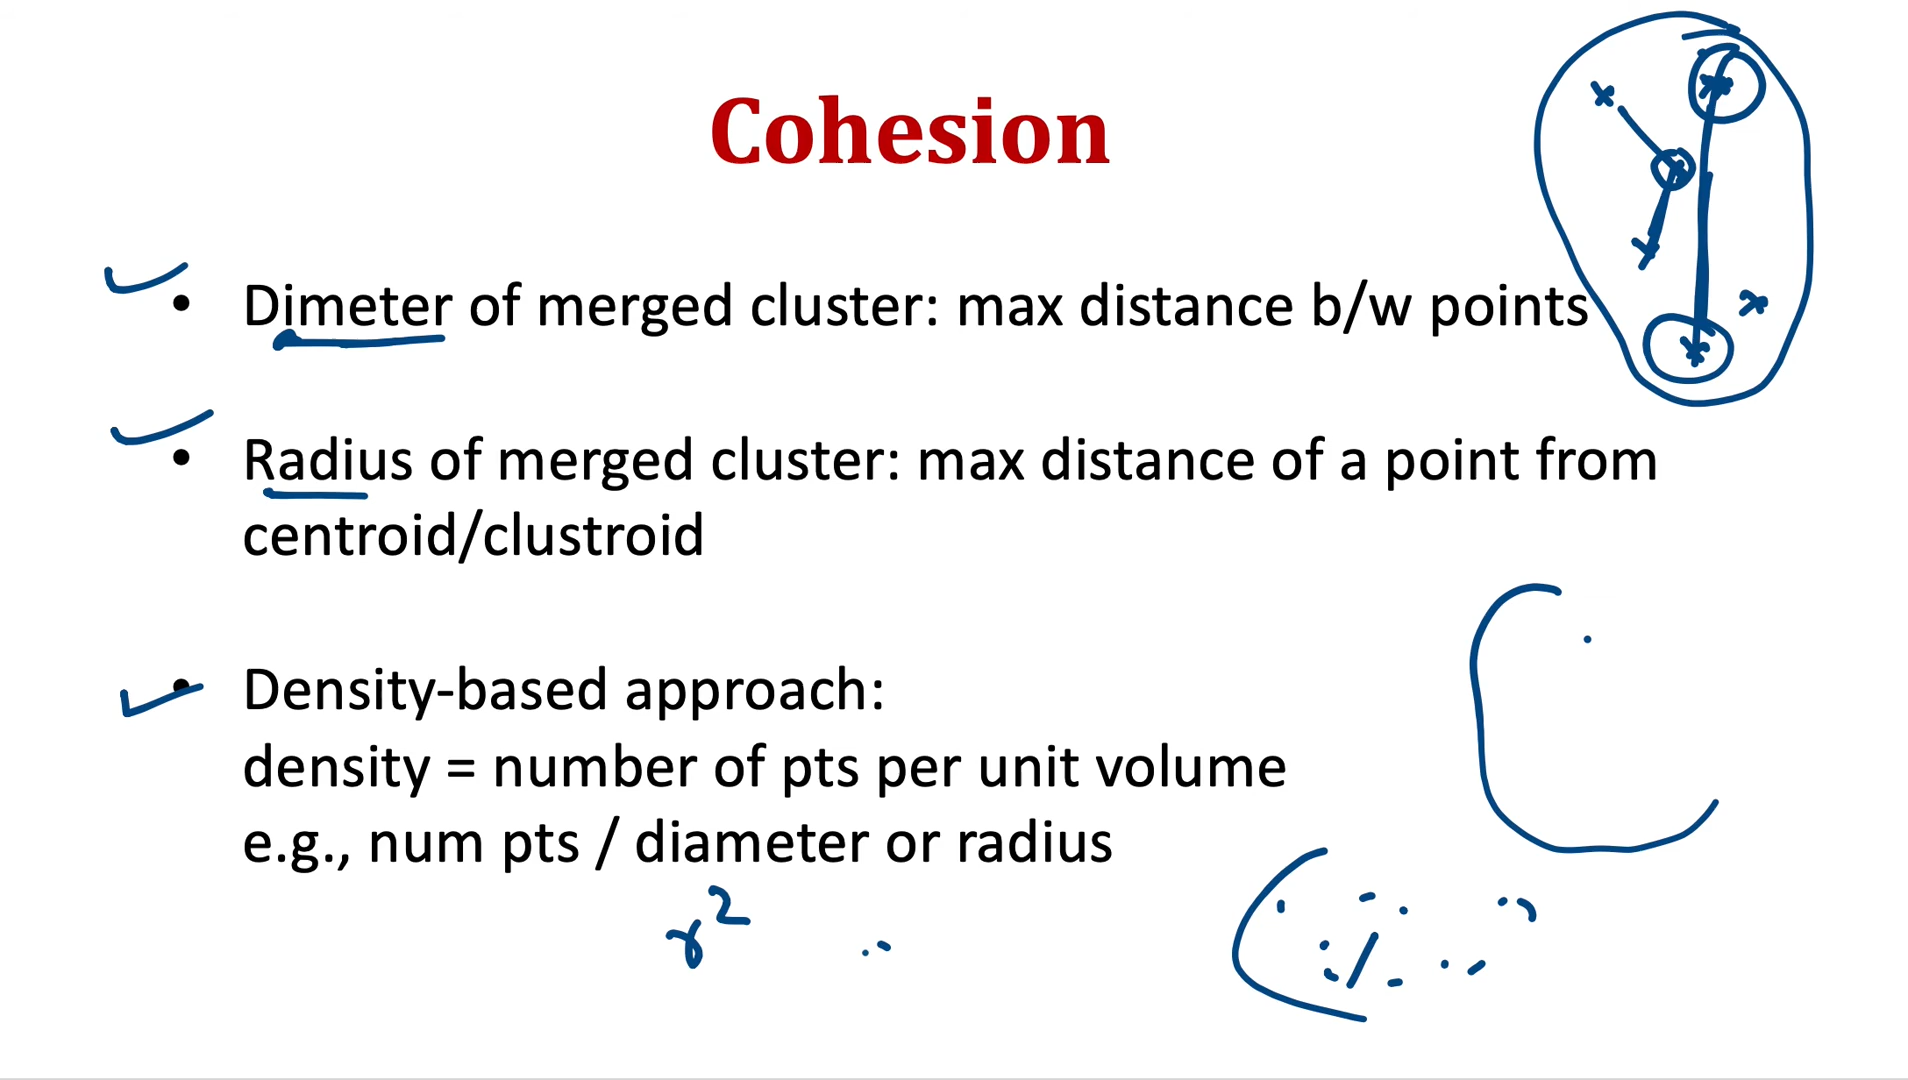 Cohesion
• Dimeter of merged cluster: max distance b/w points
• Radius of merged cluster: max distance of a point from
centroid/clustroid
• Density-based approach:
density = number of pts per unit volume
e.g., num pts / diameter or radius
r²